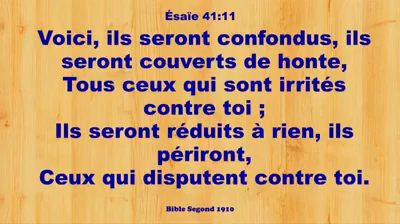 Ésaïe 41:11
Voici, ils seront confondus, ils
seront couverts de honte,
Tous ceux qui sont irrités
contre toi ;
Ils seront réduits à rien, ils
périront,
Ceux qui disputent contre toi.
Bible Segond 1910